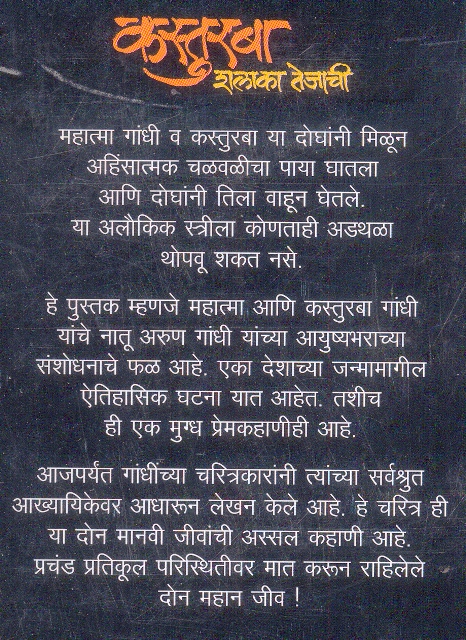 कस्तुरबा
शलाका तेजाची
महात्मा गांधी व कस्तुरबा या दोघांनी मिळून
अहिंसात्मक चळवळीचा पाया घातला
आणि दोघांनी तिला वाहून घेतले.
या अलौकिक स्त्रीला कोणताही अडथळा
थोपवू शकत नसे.
हे पुस्तक म्हणजे महात्मा आणि कस्तुरबा गांधी
यांचे नातू अरुण गांधी यांच्या आयुष्यभराच्या
संशोधनाचे फळ आहे. एका देशाच्या जन्मामागील
ऐतिहासिक घटना यात आहेत. तशीच
ही एक मुग्ध प्रेमकहाणीही आहे.
आजपर्यंत गांधींच्या चरित्रकारांनी त्यांच्या सर्वश्रुत
आख्यायिकेवर आधारून लेखन केले आहे. हे चरित्र ही
या दोन मानवी जीवांची अस्सल कहाणी आहे.
प्रचंड प्रतिकूल परिस्थितीवर मात करून राहिलेले
दोन महान जीव !